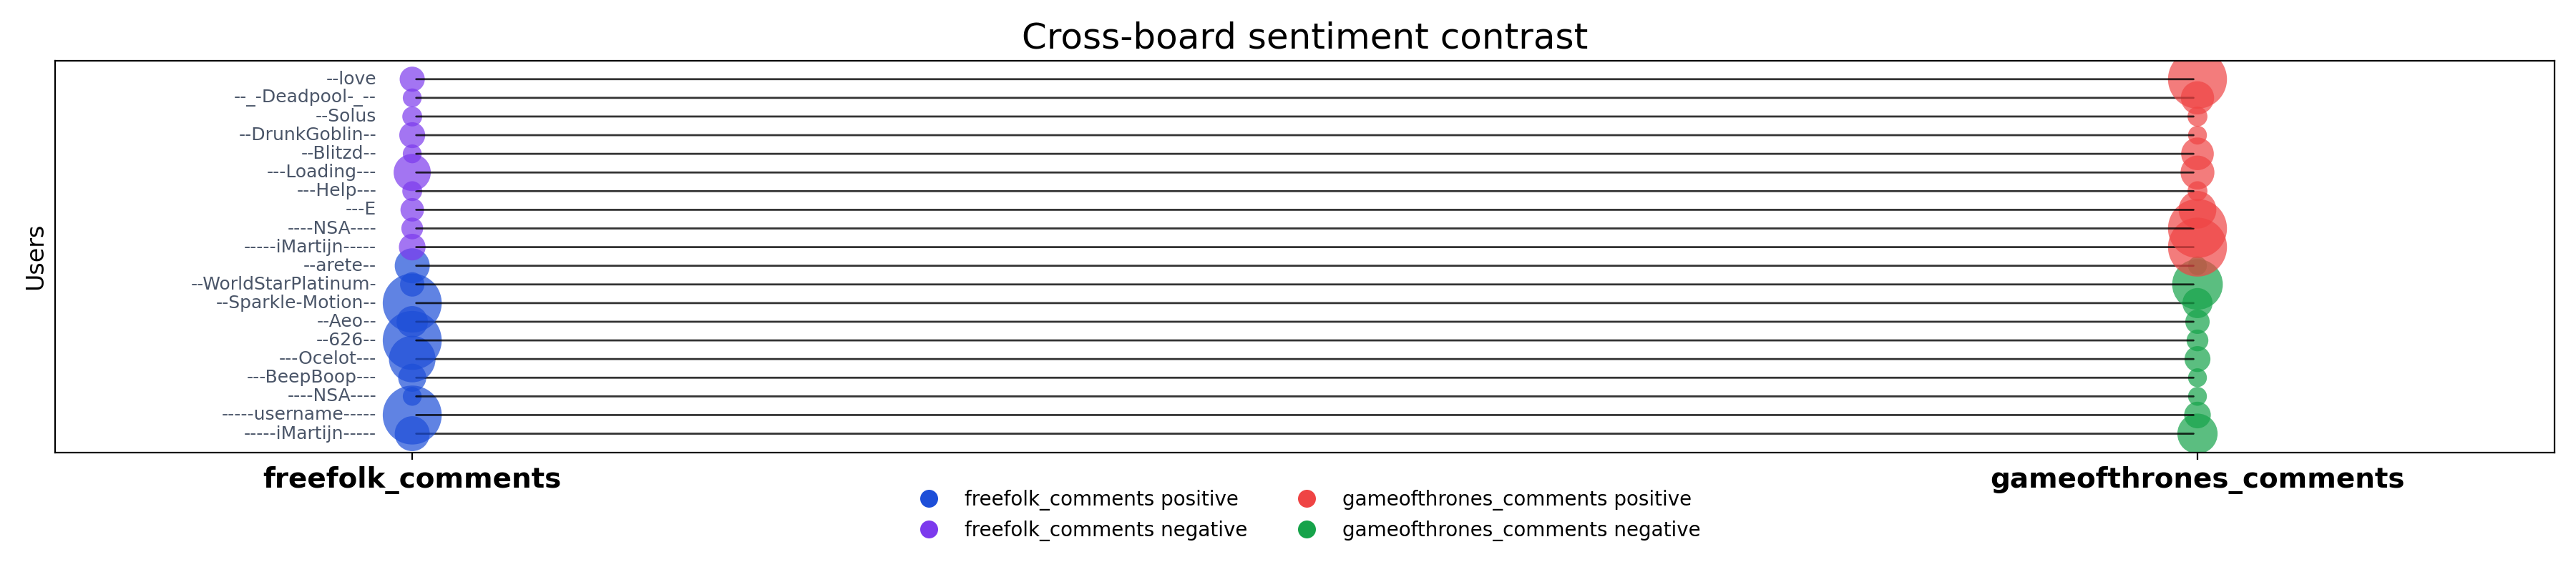 Cross-board sentiment contrast
Users
--love
--_-Deadpool-_--
--Solus
--DrunkGoblin--
--Blitzd--
---Loading---
---Help---
---E
----NSA----
-----iMartijn-----
--arete--
--WorldStarPlatinum-
--Sparkle-Motion--
--Aeo--
--626--
---Ocelot---
---BeepBoop---
----NSA----
-----username-----
-----iMartijn-----
freefolk_comments
gameofthrones_comments
freefolk_comments positive
freefolk_comments negative
gameofthrones_comments positive
gameofthrones_comments negative